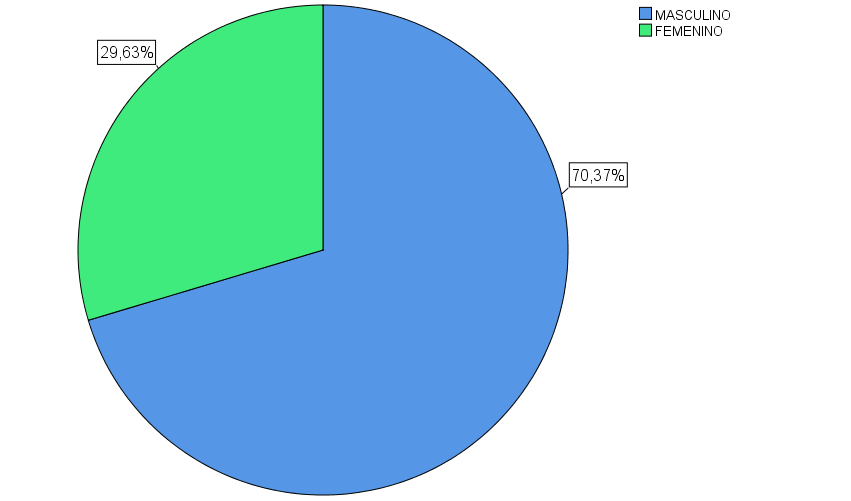 MASCULINO
FEMENINO
29,63%
70,37%